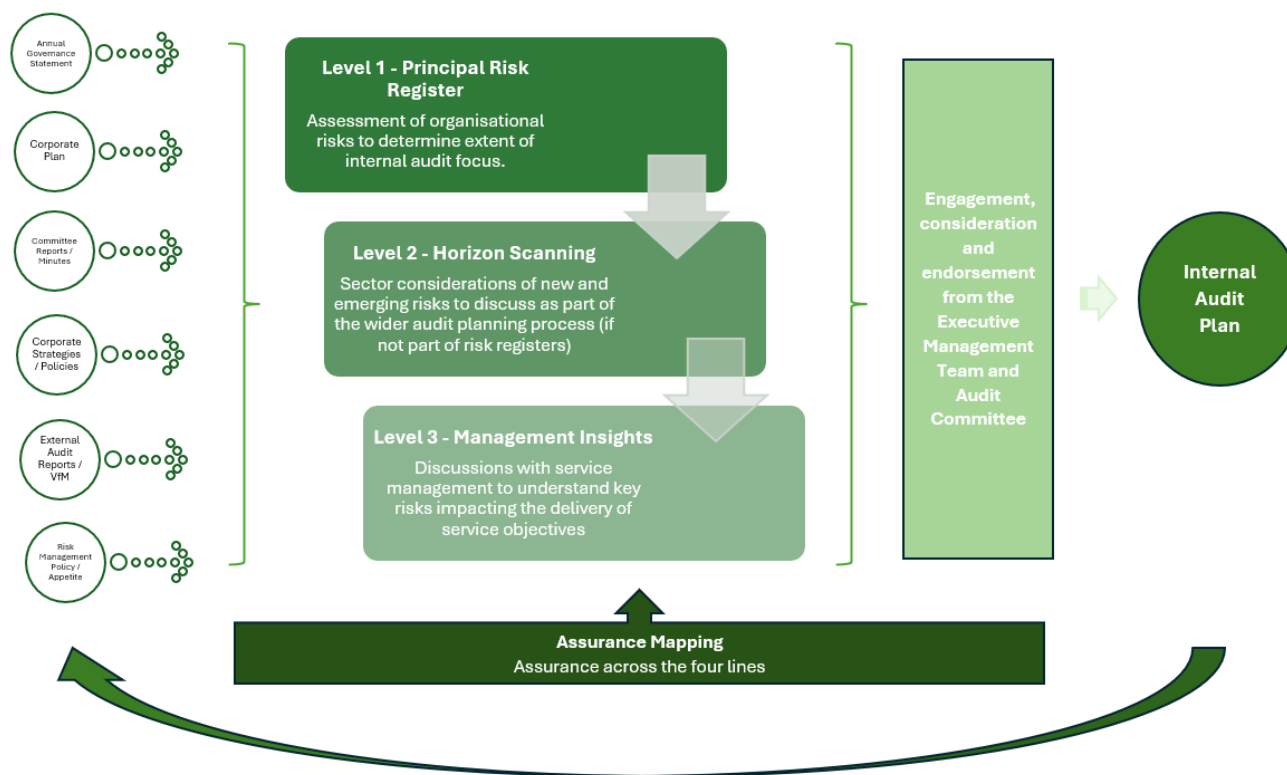 Annual
Governance
Statement
Corporate
Plan
Committee
Reports /
Minutes
Corporate
Strategies
/ Policies
External
Audit
Reports /
VfM
Risk
Management
Policy /
Appetite
Level 1 - Principal Risk
Register
Assessment of organisational
risks to determine extent of
internal audit focus.
Level 2 - Horizon Scanning
Sector considerations of new and
emerging risks to discuss as part of
the wider audit planning process (if
not part of risk registers)
Level 3 - Management Insights
Discussions with service
management to understand key
risks impacting the delivery of
service objectives
Engagement,
consideration
and
endorsement
from the
Executive
Management
Team and
Audit
Committee
Internal
Audit
Plan
Assurance Mapping
Assurance across the four lines